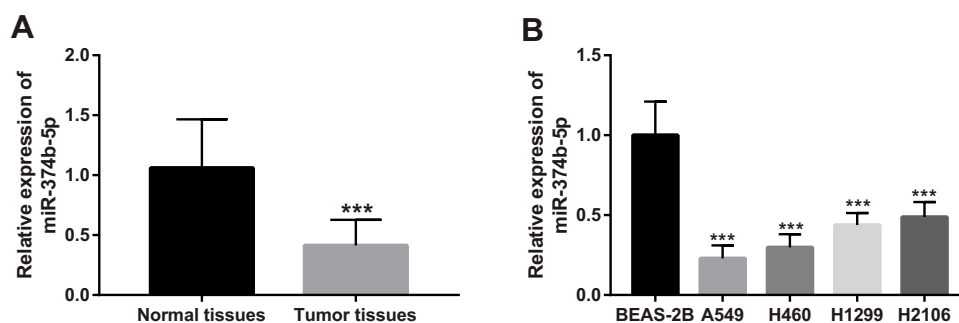 A
Relative expression of
miR-374b-5p
2.0
1.5
1.0
0.5
0.0
***
Normal tissues
Tumor tissues
B
Relative expression of
miR-374b-5p
1.5
1.0
0.5
0.0
***
***
***
***
BEAS-2B A549 H460 H1299 H2106